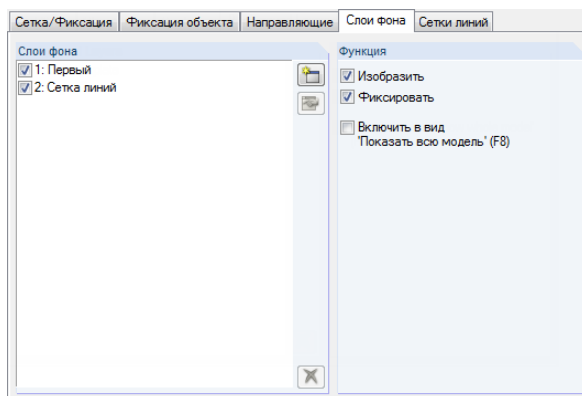 Сетка/Фиксация Фиксация объекта Направляющие Слои фона Сетки линий
Слои фона
1: Первый
2: Сетка линий
Функция
Изобразить
Фиксировать
Включить в вид
'Показать всю модель' (F8)